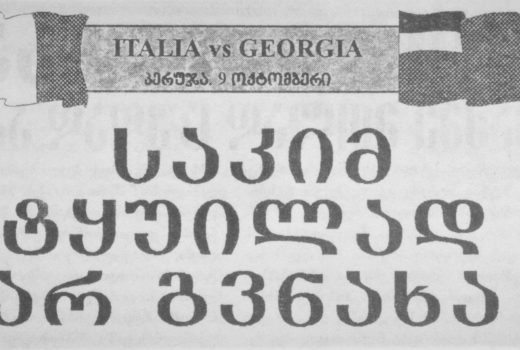 ITALIA vs GEORGIA
პერუჯა. 9 ოქტომბერი
საკიმ
ტყუილად
არ გვნახა